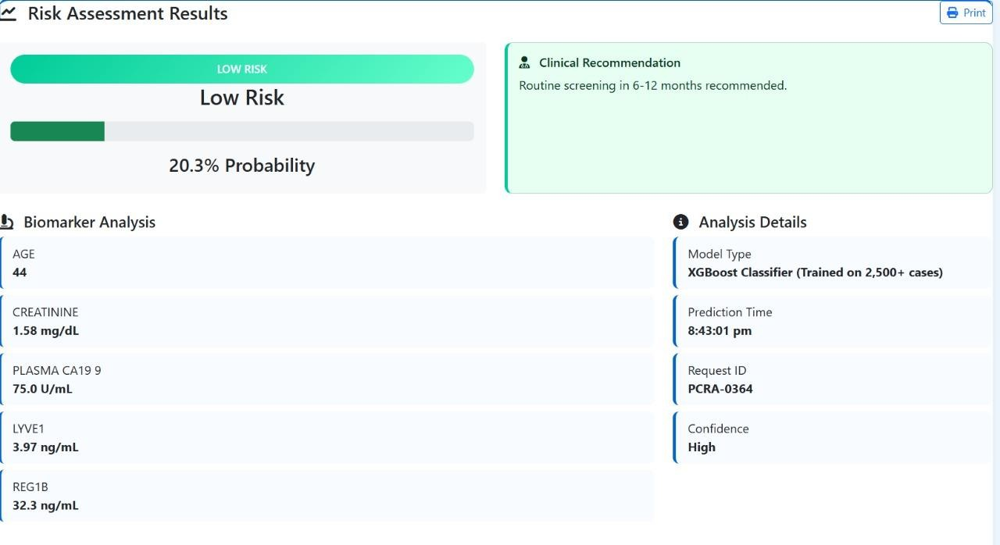 Risk Assessment Results
Print
LOW RISK
Low Risk
20.3% Probability
Clinical Recommendation
Routine screening in 6-12 months recommended.
Biomarker Analysis
AGE
44
CREATININE
1.58 mg/dL
PLASMA CA19 9
75.0 U/mL
LYVE1
3.97 ng/mL
REG1B
32.3 ng/mL
Analysis Details
Model Type
XGBoost Classifier (Trained on 2,500+ cases)
Prediction Time
8:43:01 pm
Request ID
PCRA-0364
Confidence
High